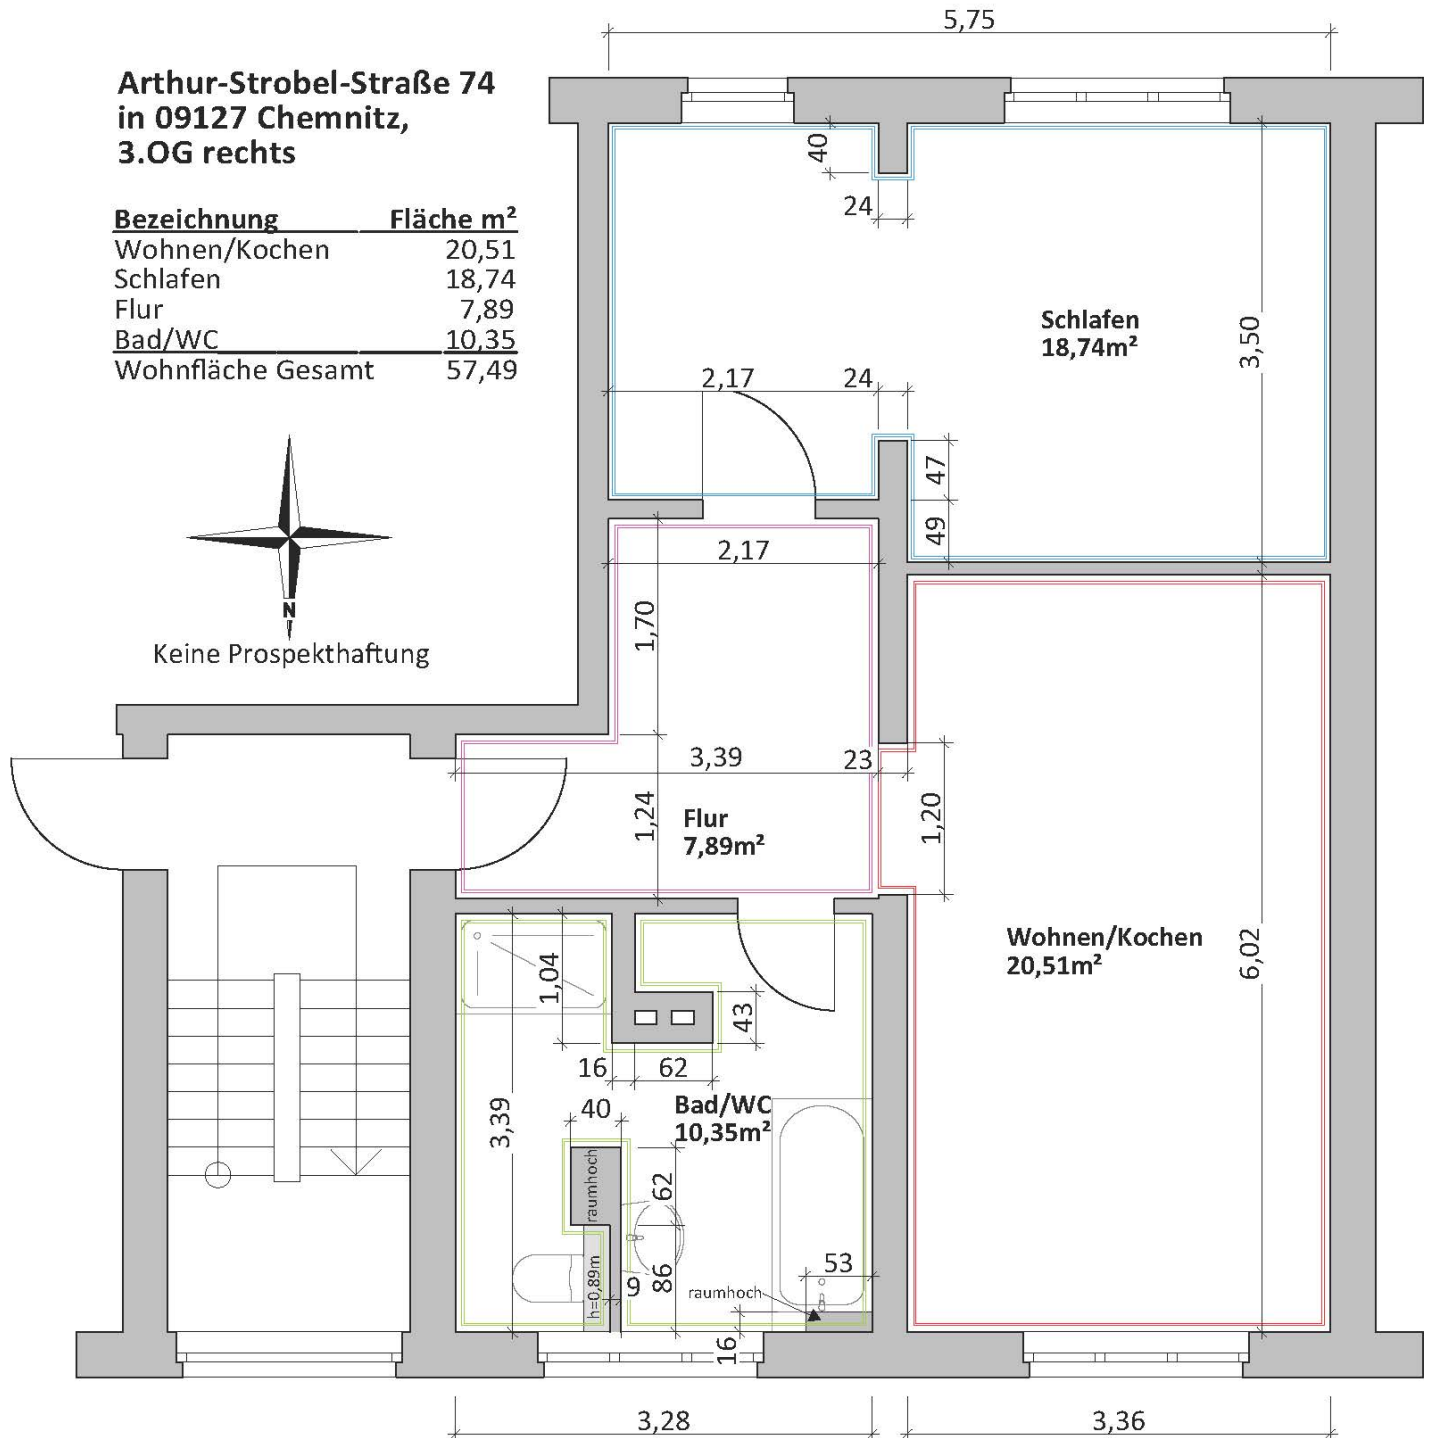 5,75
Arthur-Strobel-Straße 74
in 09127 Chemnitz,
3.OG rechts
Bezeichnung Fläche m²
Wohnen/Kochen 20,51
Schlafen 18,74
Flur 7,89
Bad/WC 10,35
Wohnfläche Gesamt 57,49
N
Keine Prospekthaftung
40
24
Schlafen
18,74m²
3,50
2,17
24
47
49
2,17
1,70
3,39
23
1,24
Flur
7,89m²
1,20
Wohnen/Kochen
20,51m²
6,02
1,04
43
16
62
3,39
40
Bad/WC
10,35m²
raumhoch
62
h=0,89m
9
86
53
raumhoch
16
3,28
3,36